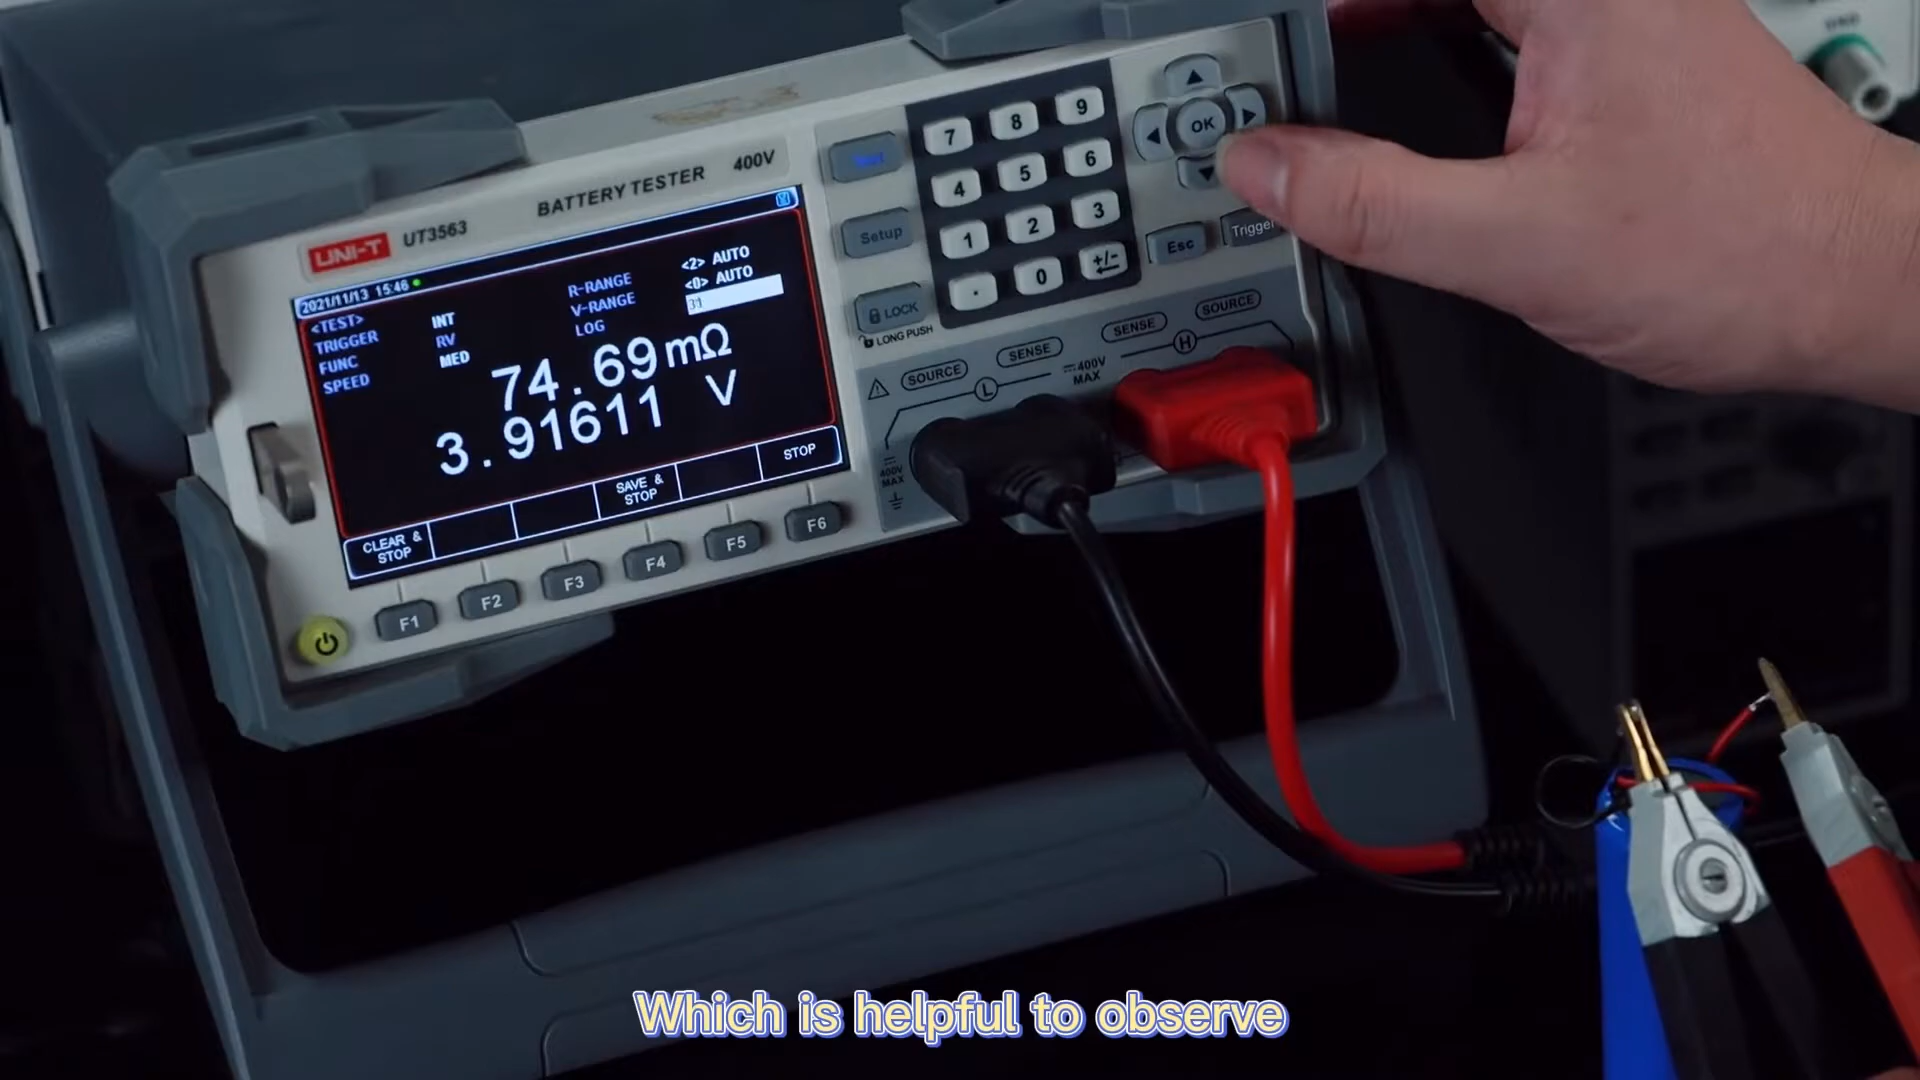 UNI-T UT3563 BATTERY TESTER 400V
2021/11/13 15:46
<TEST>
TRIGGER INT R-RANGE <2> AUTO
FUNC RV V-RANGE <0> AUTO
SPEED MED LOG 31
74.69mΩ
3.91611 V
CLEAR & STOP
SAVE & STOP
STOP
F1 F2 F3 F4 F5 F6
Test
Setup
LOCK
LONG PUSH
7 8 9
4 5 6
1 2 3
. 0 +/-
▲
◀ OK ▶
▼
Esc Trigger
SOURCE SENSE SENSE SOURCE
L ⎓400V MAX H
400V MAX
Which is helpful to observe